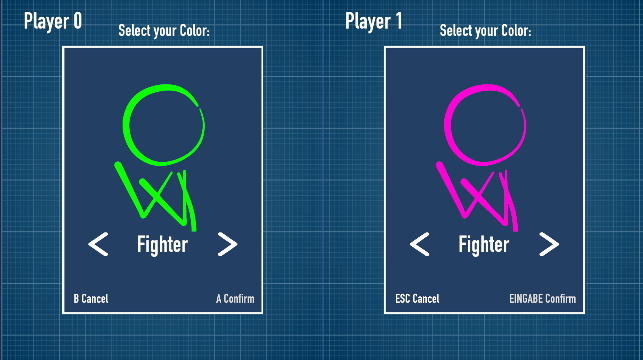 Player 0
Select your Color:
Fighter
B Cancel
A Confirm
Player 1
Select your Color:
Fighter
ESC Cancel
EINGABE Confirm